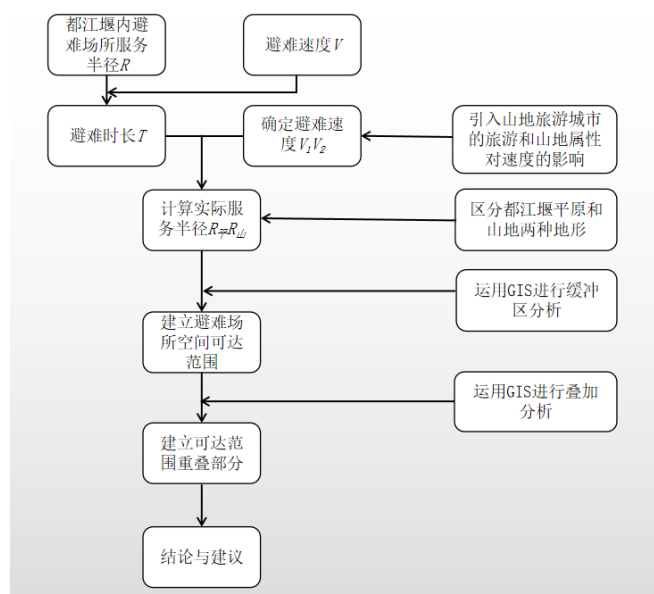 都江堰内避
难场所服务
半径R
避难速度V
避难时长T
确定避难速
度V₁V₂
引入山地旅游城市
的旅游和山地属性
对速度的影响
计算实际服
务半径R平R山
区分都江堰平原和
山地两种地形
运用GIS进行缓冲
区分析
建立避难场
所空间可达
范围
运用GIS进行叠加
分析
建立可达范
围重叠部分
结论与建议